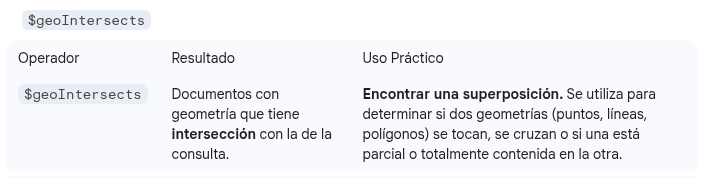 $geoIntersects
Operador Resultado Uso Práctico
$geoIntersects
Documentos con
geometría que tiene
intersección con la de la
consulta.
Encontrar una superposición. Se utiliza para
determinar si dos geometrías (puntos, líneas,
polígonos) se tocan, se cruzan o si una está
parcial o totalmente contenida en la otra.